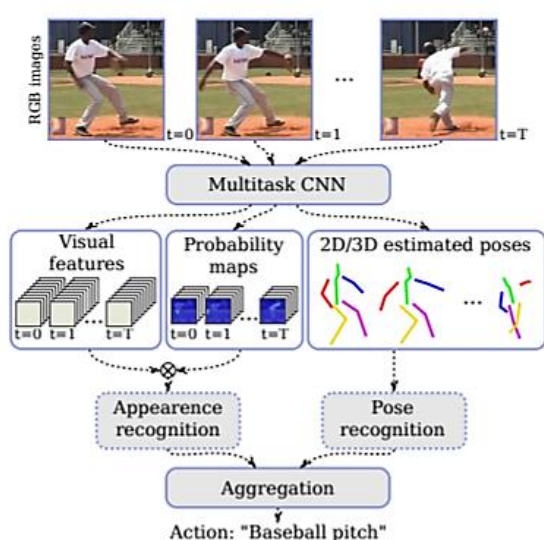 RGB images
...
t=0
t=1
t=T
Multitask CNN
Visual
features
t=0 t=1 t=T
Probability
maps
t=0 t=1 t=T
2D/3D estimated poses
...
Appearence
recognition
Pose
recognition
Aggregation
Action: "Baseball pitch"